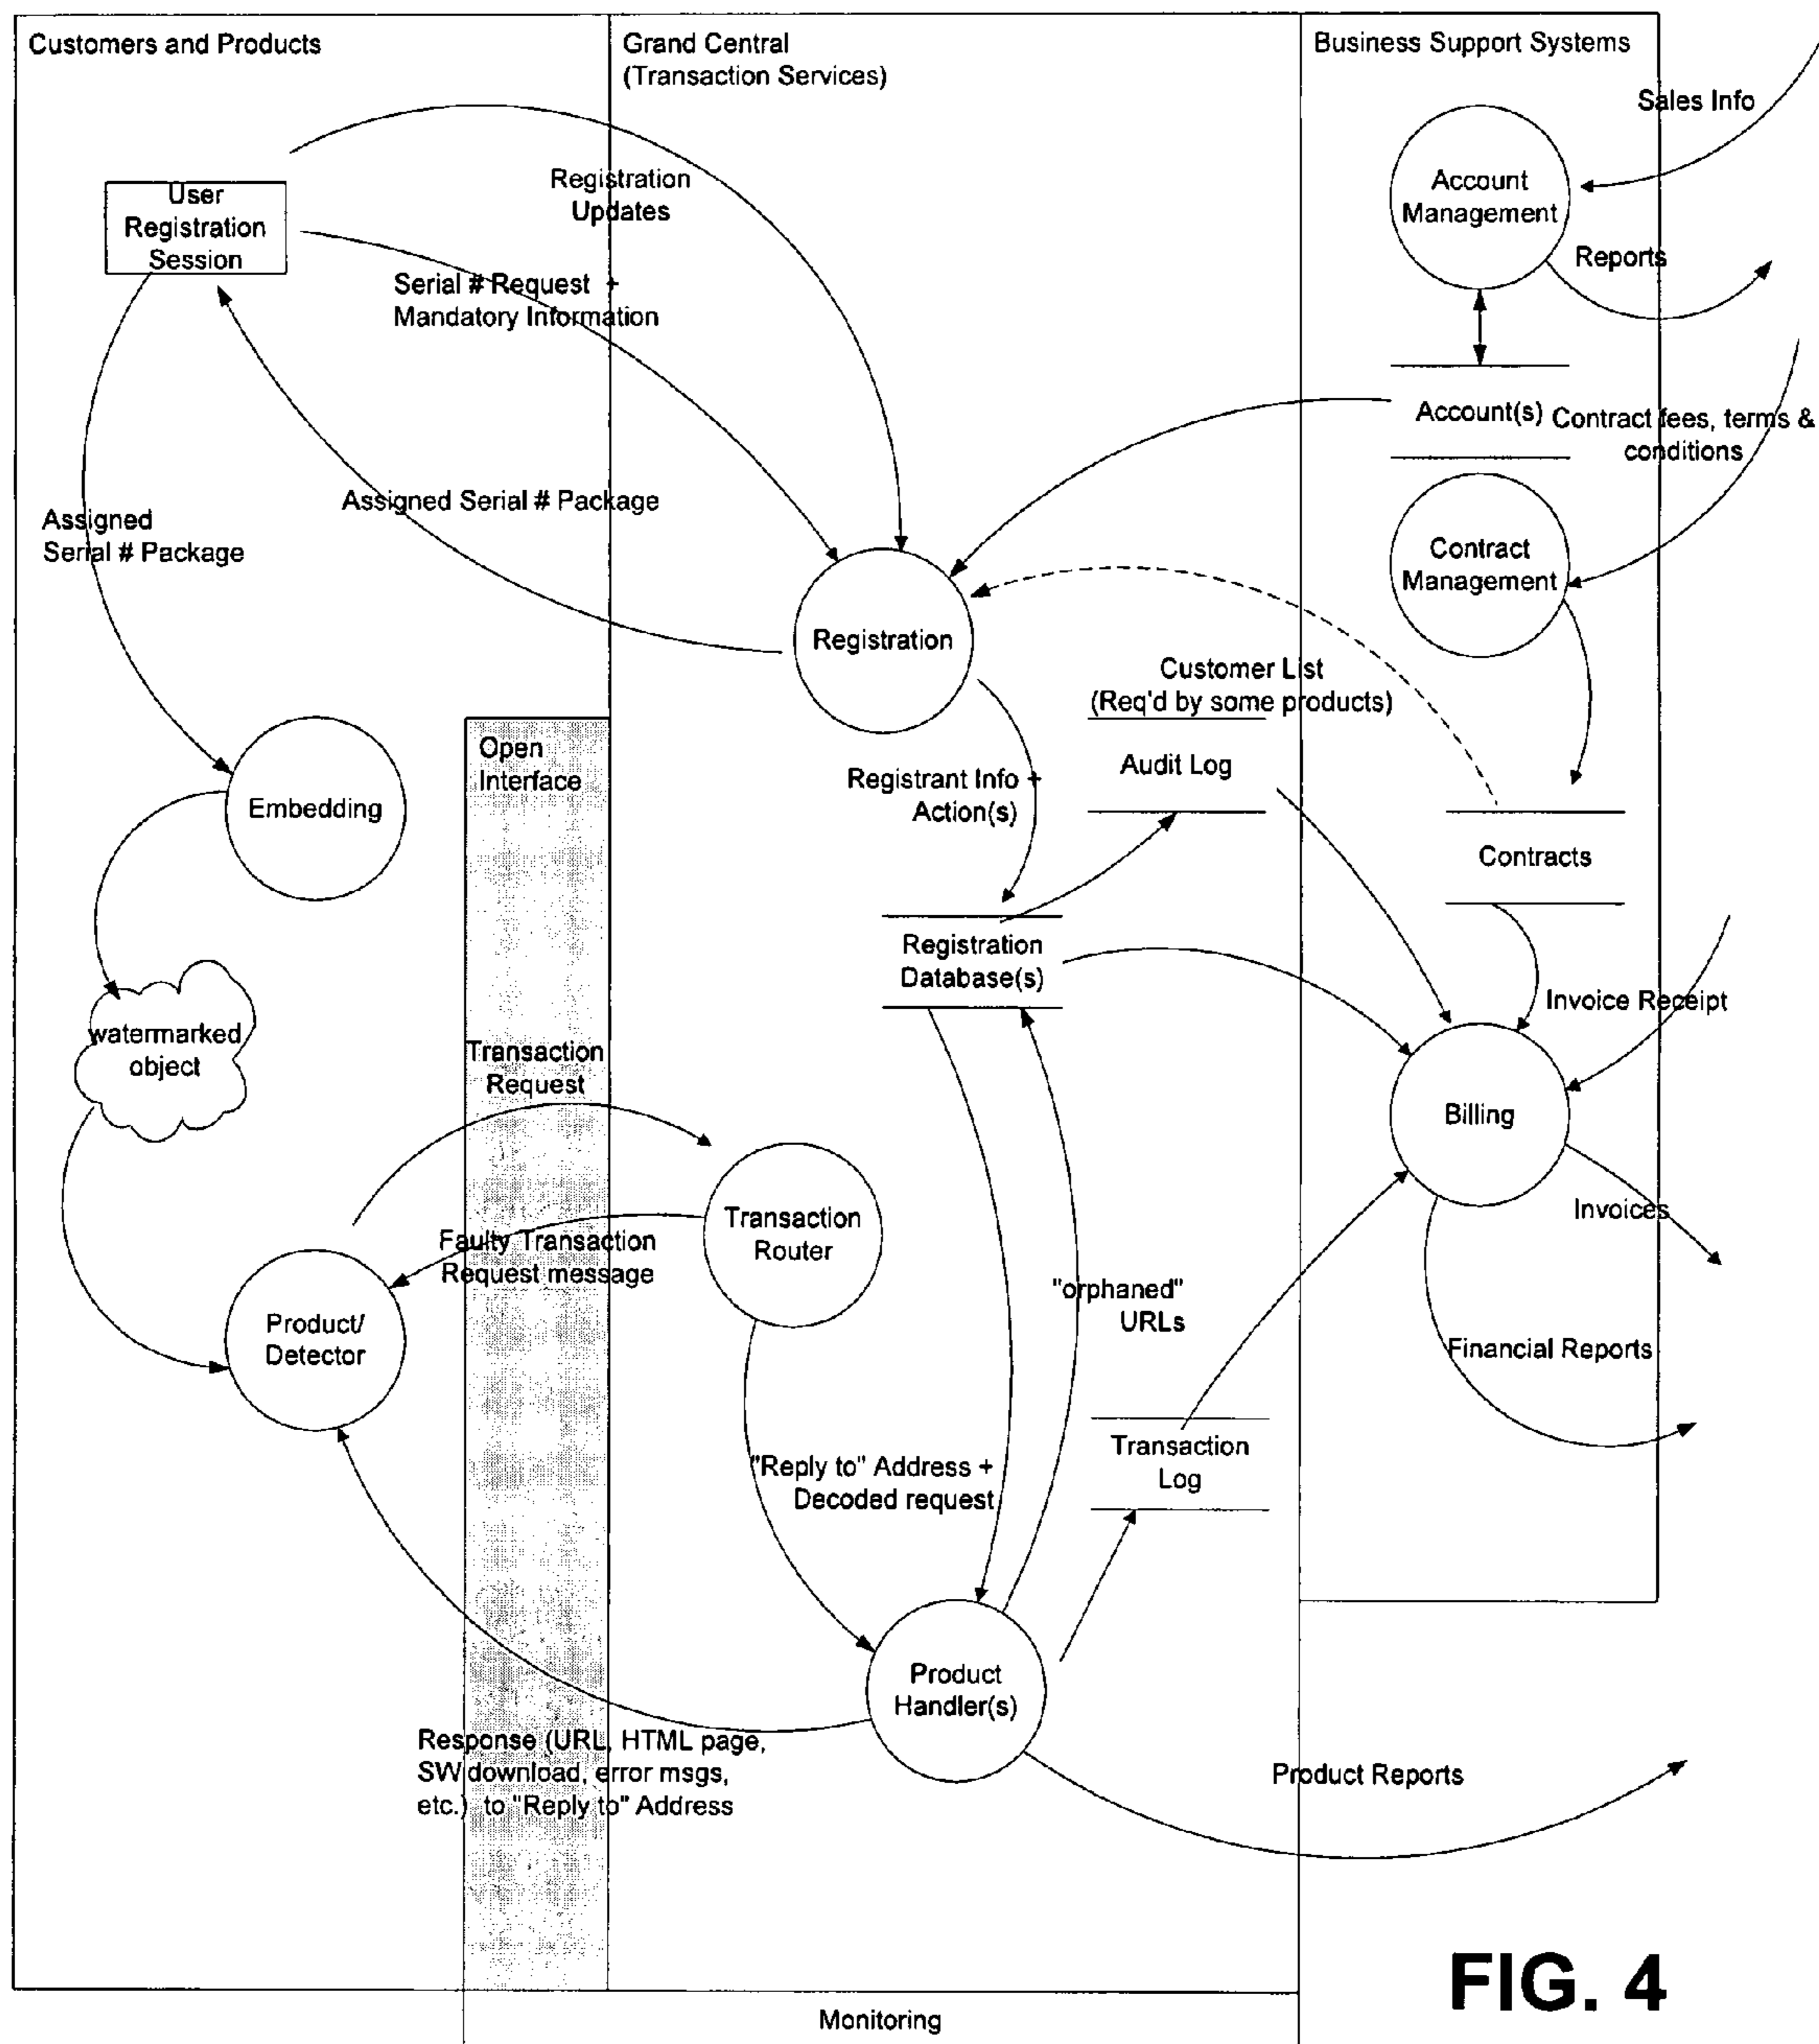 Customers and Products
Grand Central
(Transaction Services)
Business Support Systems
Sales Info
Account
Management
Reports
User
Registration
Session
Registration
Updates
Serial # Request +
Mandatory Information
Account(s)
Contract fees, terms &
conditions
Assigned Serial # Package
Assigned
Serial # Package
Contract
Management
Registration
Customer List
(Req'd by some products)
Open
Interface
Audit Log
Registrant Info +
Action(s)
Embedding
Contracts
Registration
Database(s)
Invoice Receipt
watermarked
object
Transaction
Request
Billing
Transaction
Router
Invoices
Faulty Transaction
Request message
"orphaned"
URLs
Product/
Detector
Financial Reports
Transaction
Log
"Reply to" Address +
Decoded request
Product
Handler(s)
Response (URL, HTML page,
SW download, error msgs,
etc.) to "Reply to" Address
Product Reports
FIG. 4
Monitoring